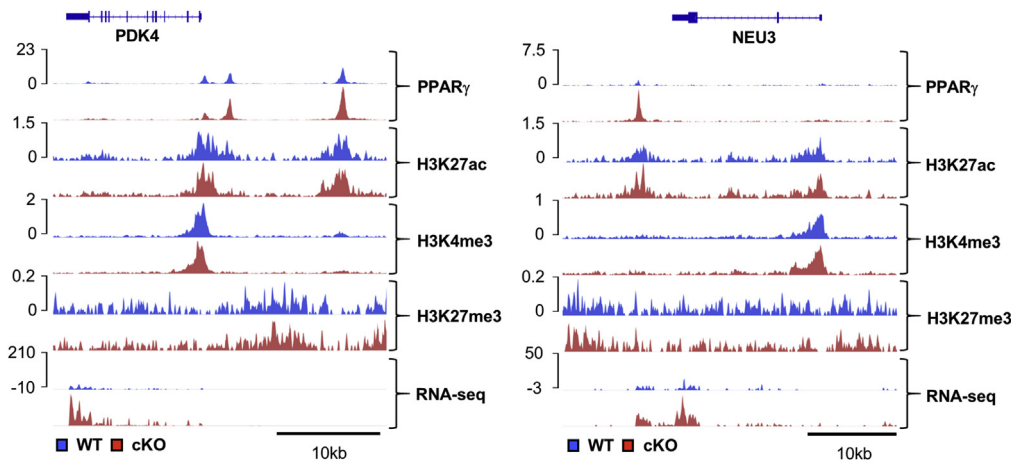 PDK4
23
0
PPARγ
1.5
0
H3K27ac
2
0
H3K4me3
0.2
0
H3K27me3
210
-10
RNA-seq
WT cKO
10kb
NEU3
7.5
0
PPARγ
1.5
0
H3K27ac
1
0
H3K4me3
0.2
0
H3K27me3
50
-3
RNA-seq
WT cKO
10kb